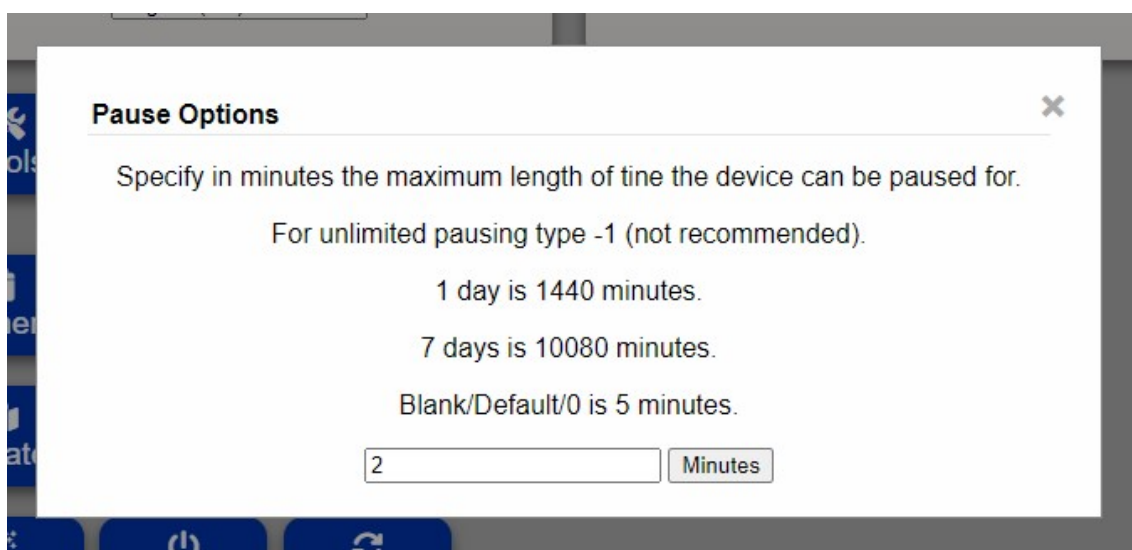 Pause Options
Specify in minutes the maximum length of tine the device can be paused for.
For unlimited pausing type -1 (not recommended).
1 day is 1440 minutes.
7 days is 10080 minutes.
Blank/Default/0 is 5 minutes.
2 Minutes